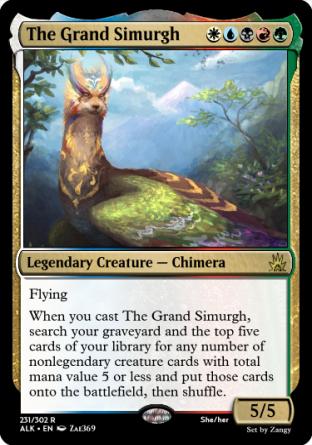 The Grand Simurgh
Legendary Creature — Chimera
Flying
When you cast The Grand Simurgh,
search your graveyard and the top five
cards of your library for any number of
nonlegendary creature cards with total
mana value 5 or less and put those cards
onto the battlefield, then shuffle.
231/302 R
ALK • EN ZAE369
She/her
5/5
Set by Zangy